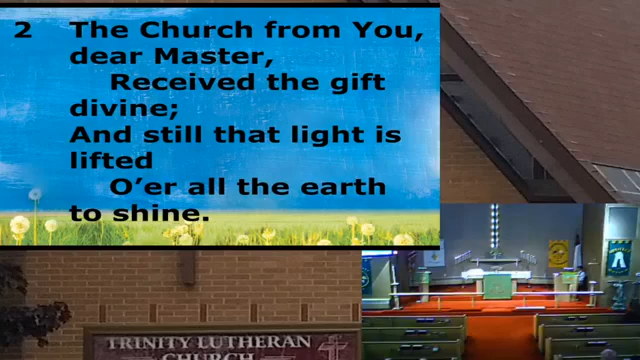 2 The Church from You,
dear Master,
Received the gift
divine;
And still that light is
lifted
O’er all the earth
to shine.
TRINITY LUTHERAN
CHURCH